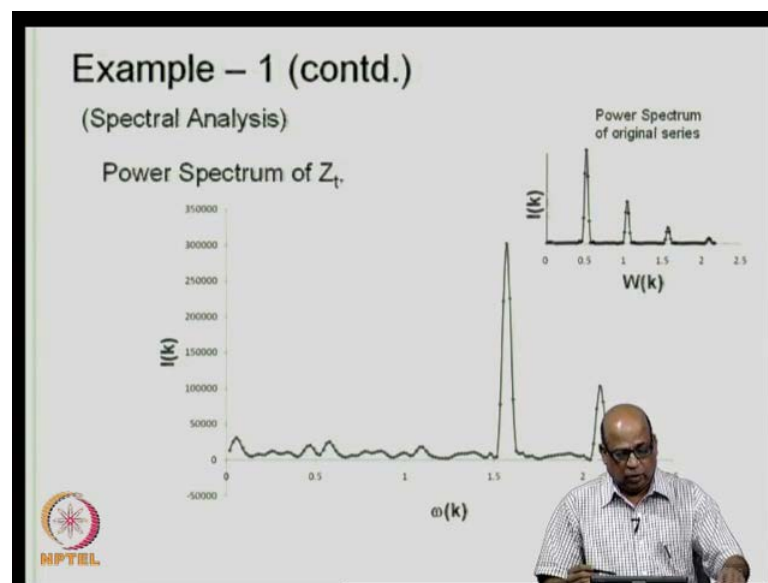 Example – 1 (contd.)
(Spectral Analysis)
Power Spectrum
of original series
Power Spectrum of Zt.
I(k)
0 0.5 1 1.5 2 2.5
W(k)
350000
300000
250000
200000
150000
100000
50000
0
-50000
I(k)
0 0.5 1 1.5 2
ω(k)
NPTEL